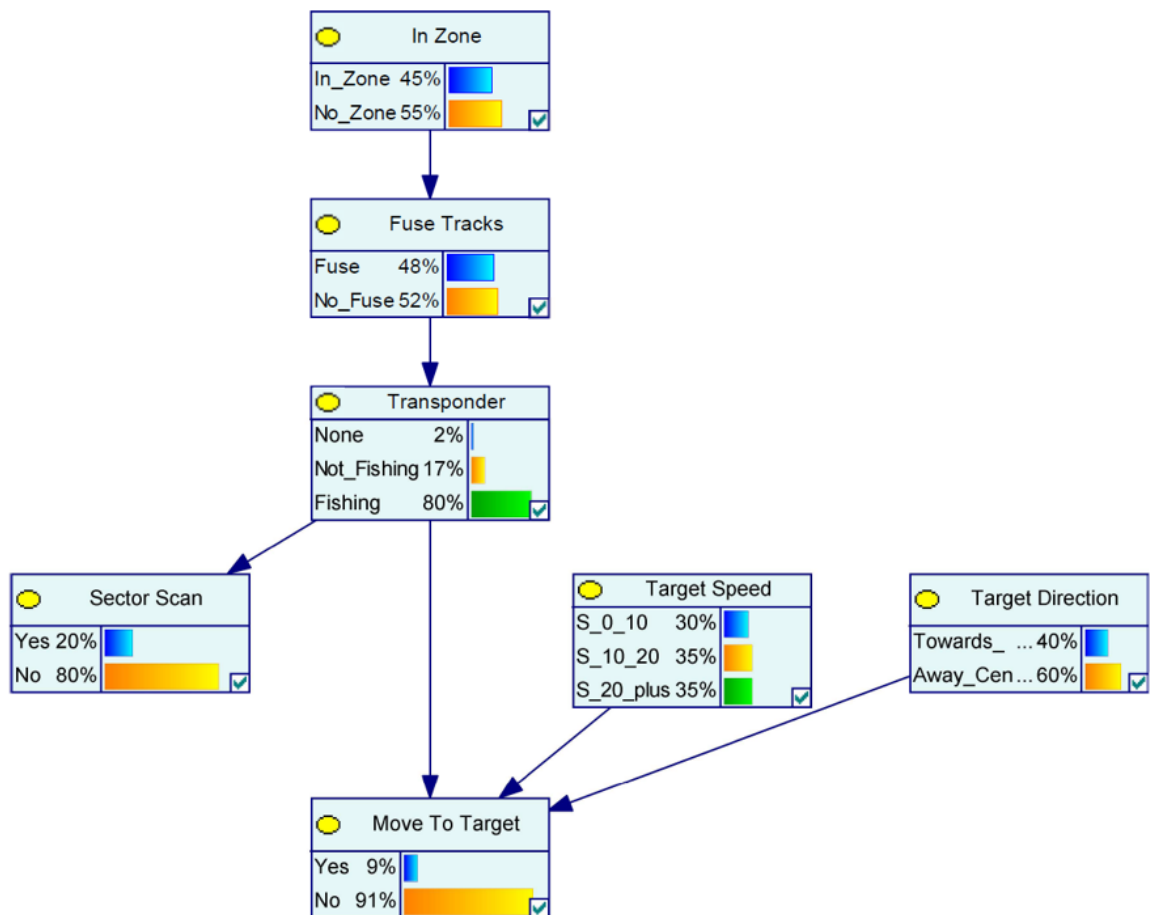 In Zone
In_Zone 45%
No_Zone 55%
Fuse Tracks
Fuse 48%
No_Fuse 52%
Transponder
None 2%
Not_Fishing 17%
Fishing 80%
Sector Scan
Yes 20%
No 80%
Target Speed
S_0_10 30%
S_10_20 35%
S_20_plus 35%
Target Direction
Towards_ ... 40%
Away_Cen ... 60%
Move To Target
Yes 9%
No 91%